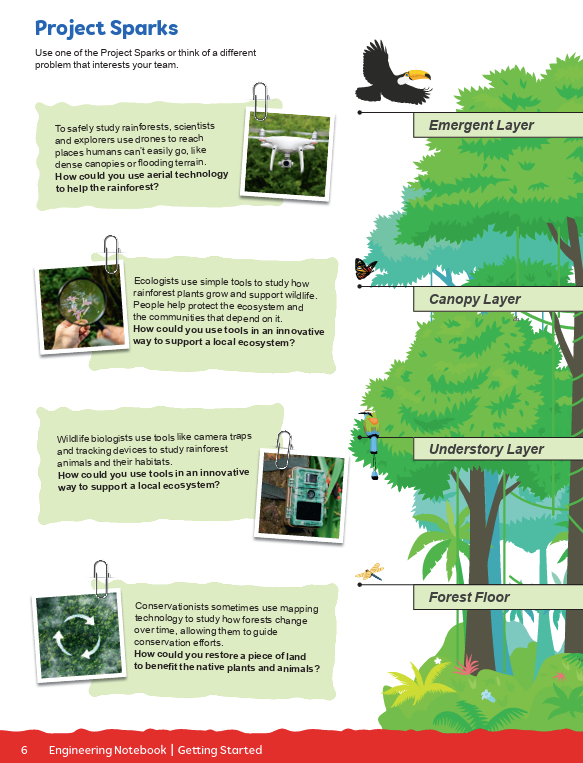 Project Sparks
Use one of the Project Sparks or think of a different
problem that interests your team.
To safely study rainforests, scientists
and explorers use drones to reach
places humans can't easily go, like
dense canopies or flooding terrain.
How could you use aerial technology
to help the rainforest?
Emergent Layer
Ecologists use simple tools to study how
rainforest plants grow and support wildlife.
People help protect the ecosystem and
the communities that depend on it.
How could you use tools in an innovative
way to support a local ecosystem?
Canopy Layer
Wildlife biologists use tools like camera traps
and tracking devices to study rainforest
animals and their habitats.
How could you use tools in an innovative
way to support a local ecosystem?
Understory Layer
Conservationists sometimes use mapping
technology to study how forests change
over time, allowing them to guide
conservation efforts.
How could you restore a piece of land
to benefit the native plants and animals?
Forest Floor
6 Engineering Notebook | Getting Started